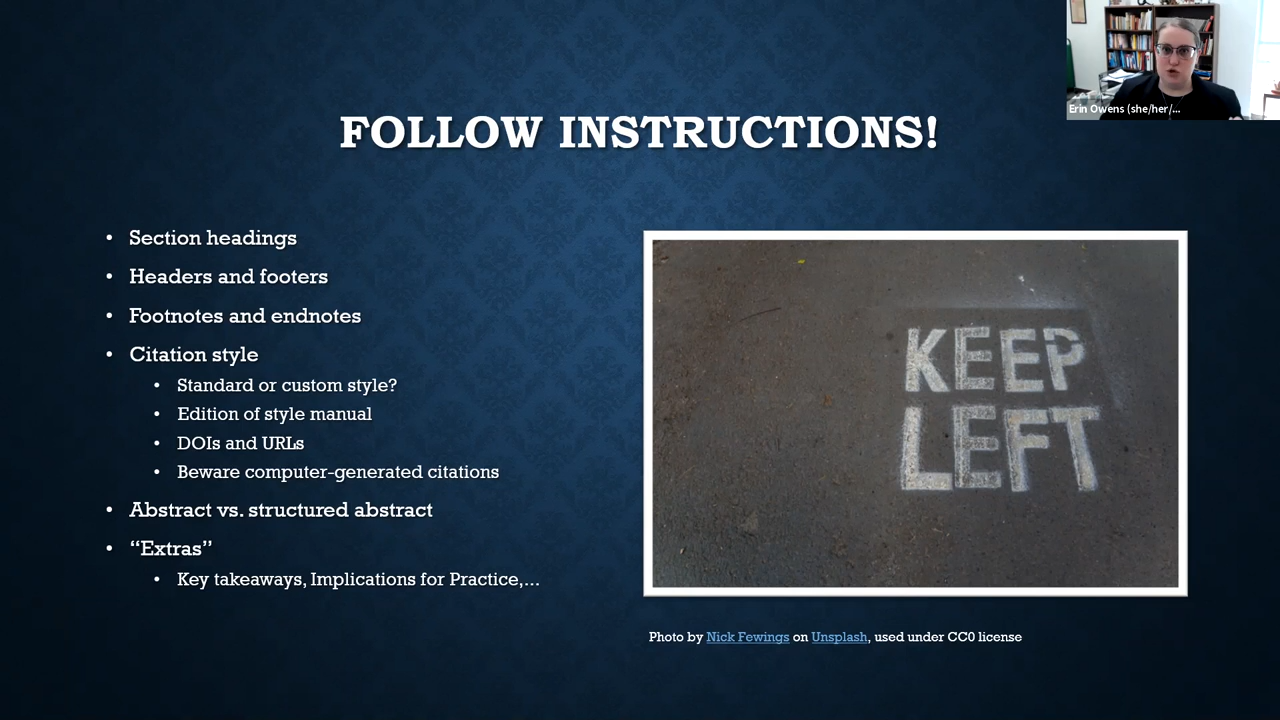 Erin Owens (she/her/...
FOLLOW INSTRUCTIONS!
• Section headings
• Headers and footers
• Footnotes and endnotes
• Citation style
• Standard or custom style?
• Edition of style manual
• DOIs and URLs
• Beware computer-generated citations
• Abstract vs. structured abstract
• “Extras”
• Key takeaways, Implications for Practice,...
KEEP
LEFT
Photo by Nick Fewings on Unsplash, used under CC0 license